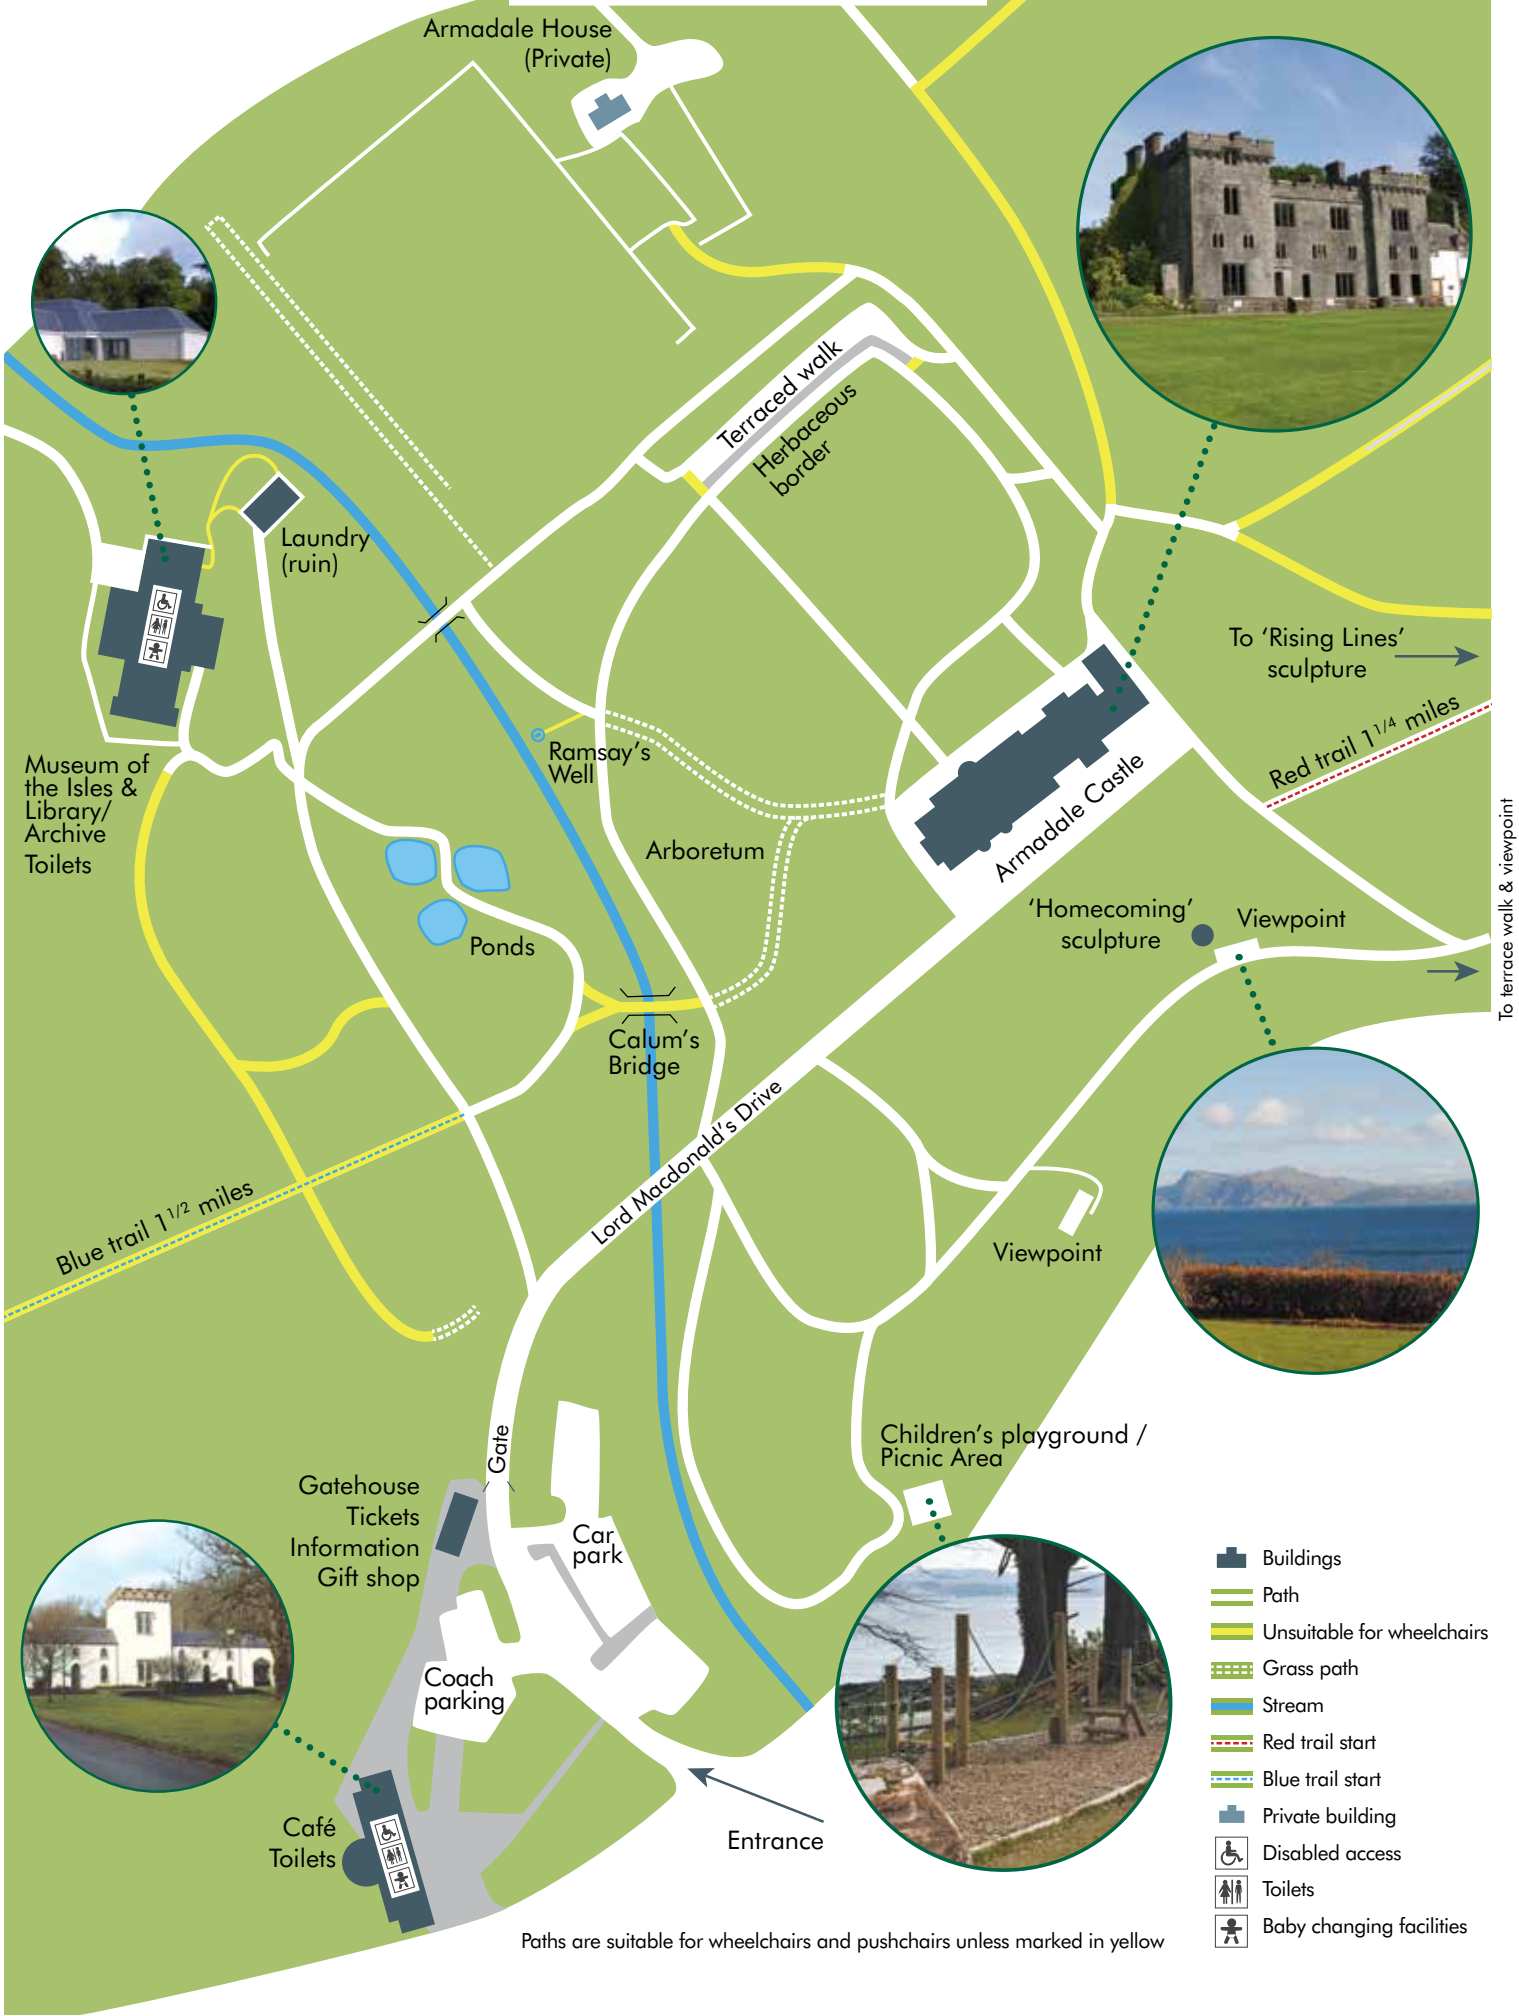 Armadale House
(Private)
Terraced walk
Herbaceous
border
Laundry
(ruin)
To ‘Rising Lines’
sculpture
Red trail 1 1/4 miles
Museum of
the Isles &
Library/
Archive
Toilets
Ramsay’s
Well
Arboretum
Armadale Castle
To terrace walk & viewpoint
‘Homecoming’
sculpture
Viewpoint
Ponds
Calum’s
Bridge
Lord Macdonald’s Drive
Blue trail 1 1/2 miles
Viewpoint
Gate
Children’s playground /
Picnic Area
Gatehouse
Tickets
Information
Gift shop
Car
park
Coach
parking
Café
Toilets
Entrance
Buildings
Path
Unsuitable for wheelchairs
Grass path
Stream
Red trail start
Blue trail start
Private building
Disabled access
Toilets
Baby changing facilities
Paths are suitable for wheelchairs and pushchairs unless marked in yellow